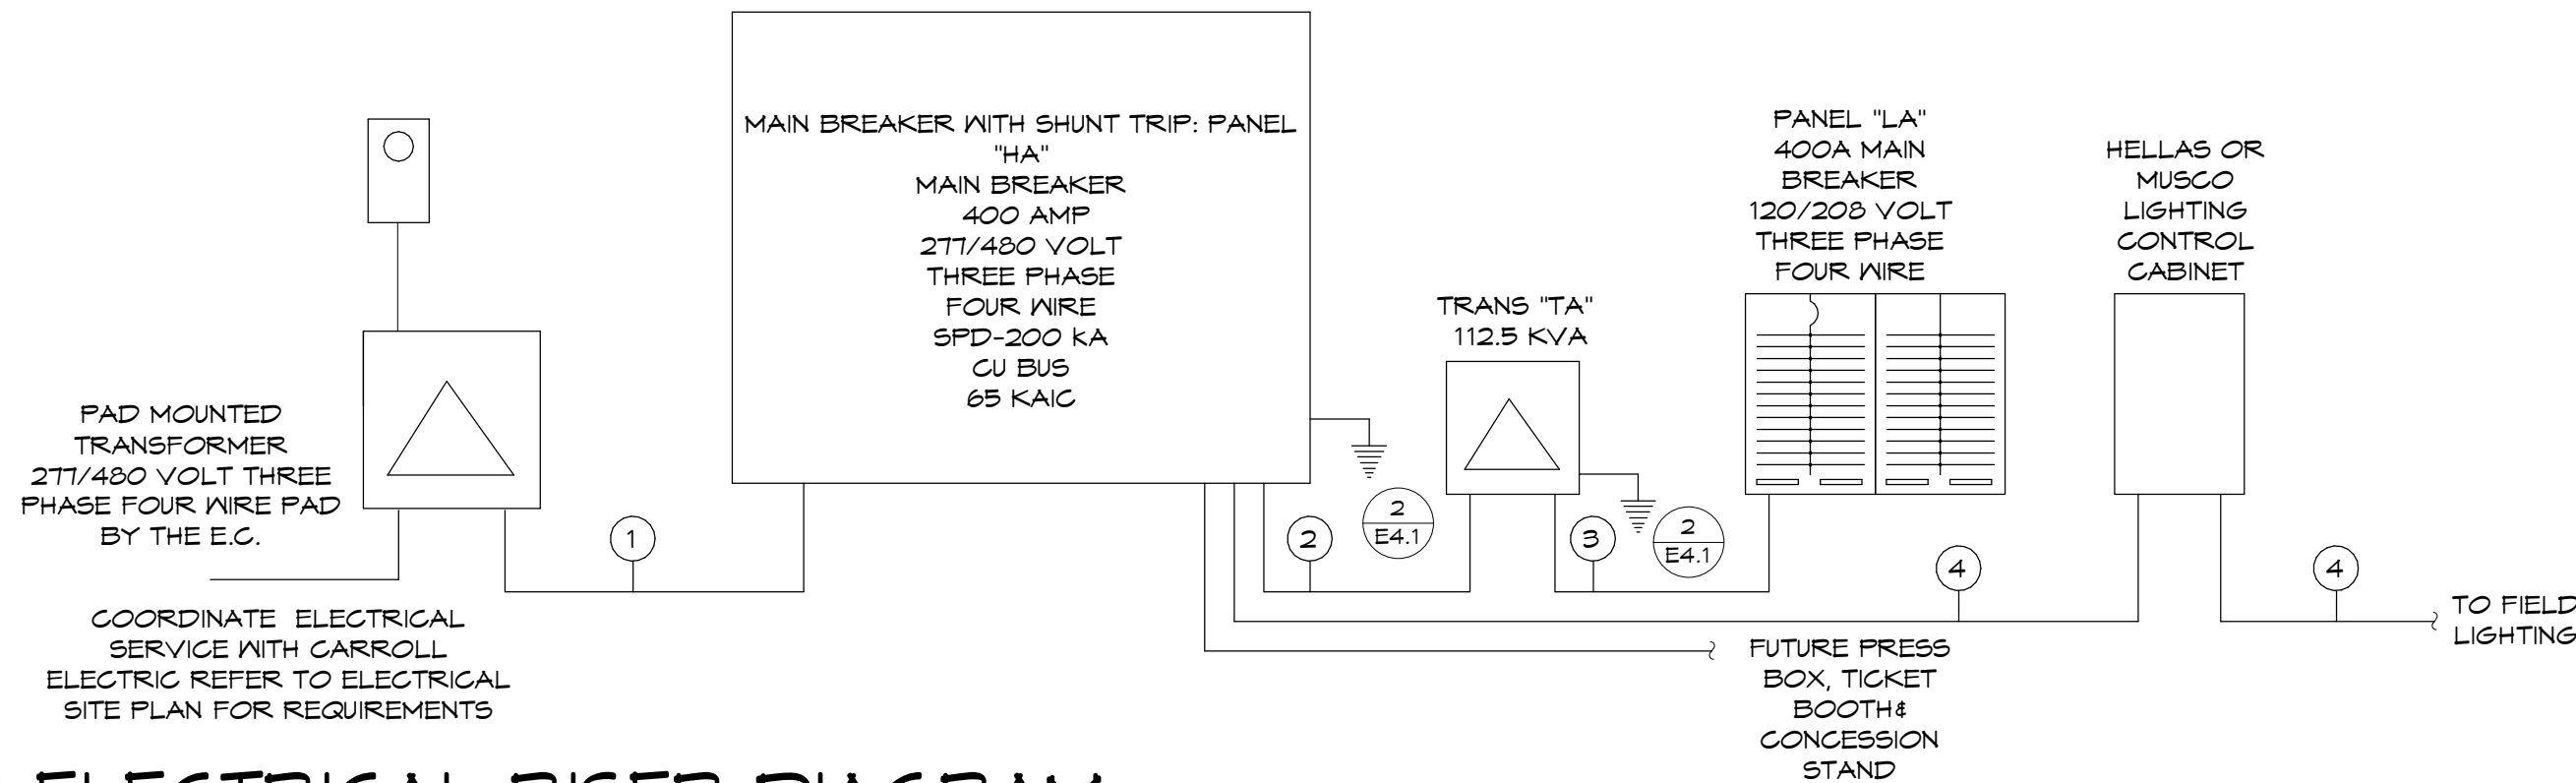 MAIN BREAKER WITH SHUNT TRIP: PANEL
"HA"
MAIN BREAKER
400 AMP
277/480 VOLT
THREE PHASE
FOUR WIRE
SPD-200 kA
CU BUS
65 KAIC
PANEL "LA"
400A MAIN
BREAKER
120/208 VOLT
THREE PHASE
FOUR WIRE
HELLAS OR
MUSCO
LIGHTING
CONTROL
CABINET
TRANS "TA"
112.5 KVA
PAD MOUNTED
TRANSFORMER
277/480 VOLT THREE
PHASE FOUR WIRE PAD
BY THE E.C.
1
2
2
E4.1
3
2
E4.1
4
4
COORDINATE ELECTRICAL
SERVICE WITH CARROLL
ELECTRIC REFER TO ELECTRICAL
SITE PLAN FOR REQUIREMENTS
TO FIELD
LIGHTING
FUTURE PRESS
BOX, TICKET
BOOTH&
CONCESSION
STAND
ELECTRICAL RISER DIAGRAM